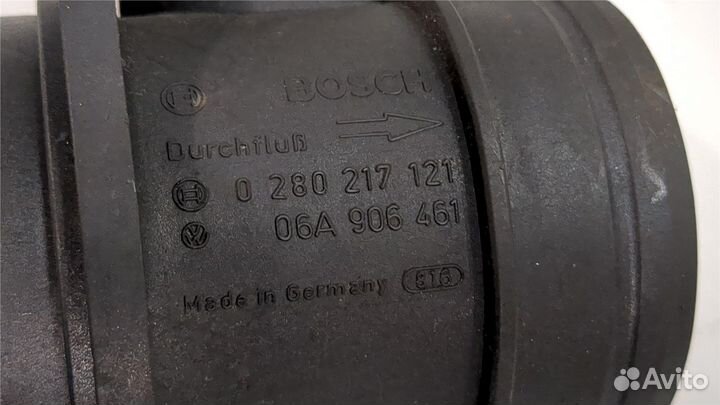 BOSCH
Durchfluß
0 280 217 121
06A 906 461
Made in Germany 816
Avito